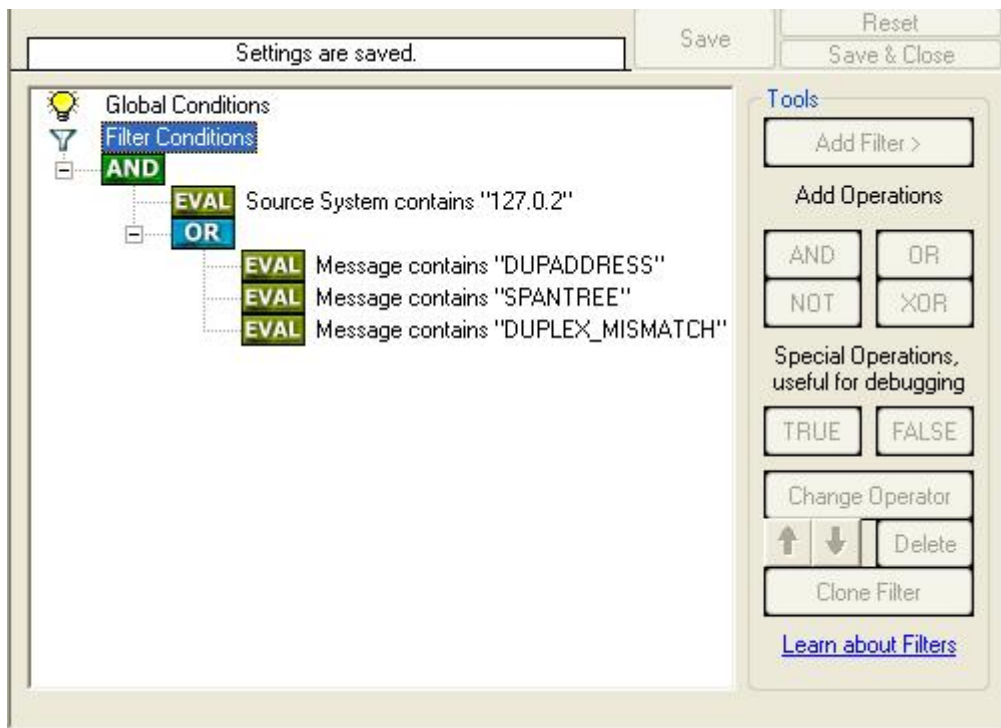 Settings are saved.
Save
Reset
Save & Close
Global Conditions
Filter Conditions
AND
EVAL Source System contains "127.0.2"
OR
EVAL Message contains "DUPADDRESS"
EVAL Message contains "SPANTREE"
EVAL Message contains "DUPLEX_MISMATCH"
Tools
Add Filter >
Add Operations
AND OR
NOT XOR
Special Operations,
useful for debugging
TRUE FALSE
Change Operator
Delete
Clone Filter
Learn about Filters